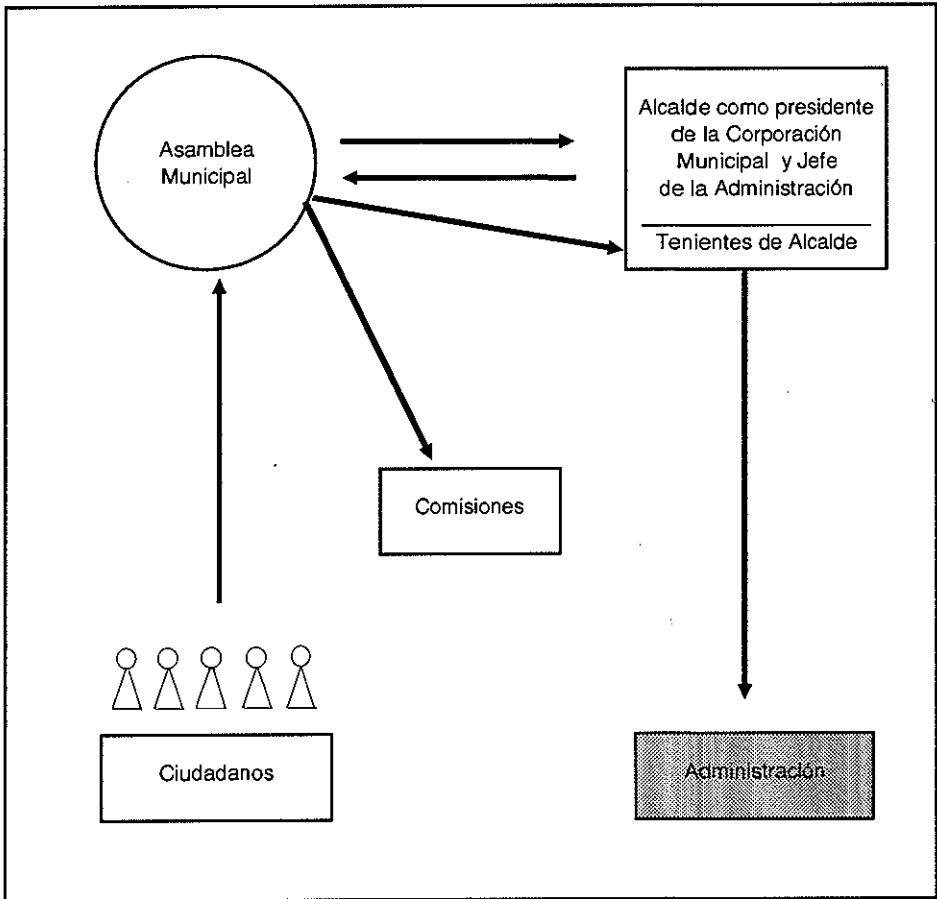 Asamblea
Municipal
Alcalde como presidente
de la Corporación
Municipal y Jefe
de la Administración
Tenientes de Alcalde
Comisiones
Ciudadanos
Administración